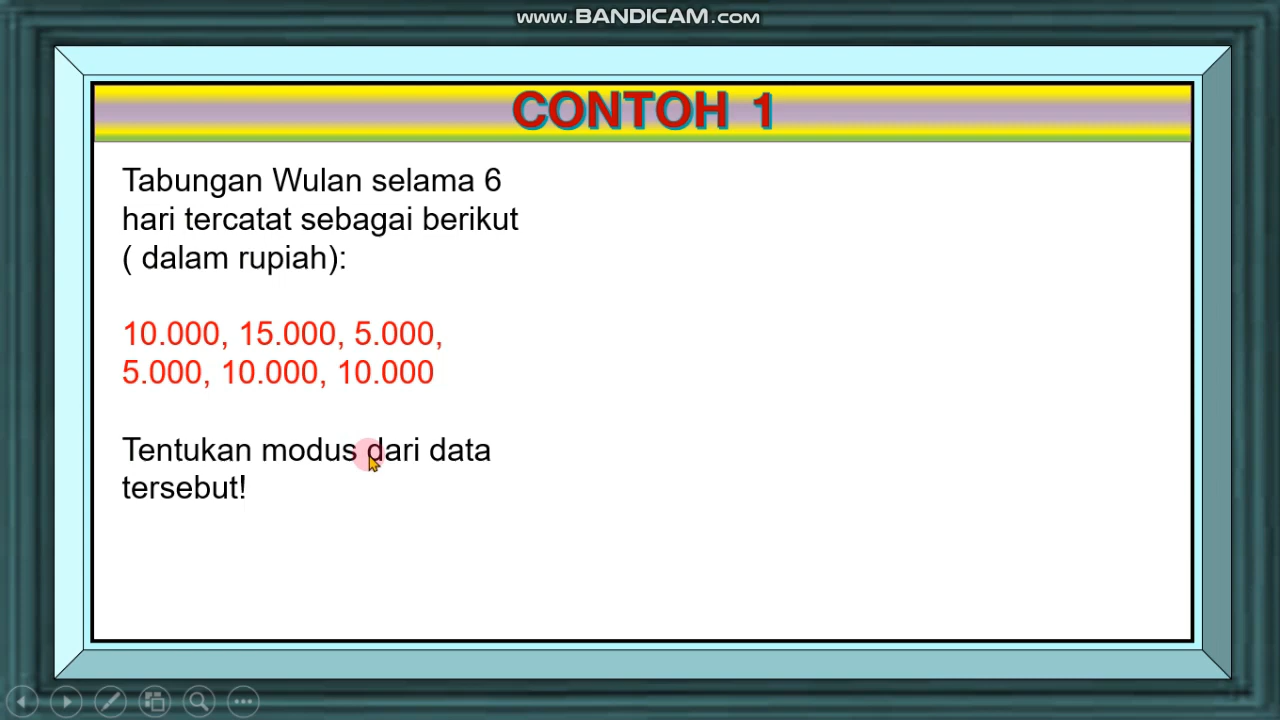 www.BANDICAM.com
CONTOH 1
Tabungan Wulan selama 6
hari tercatat sebagai berikut
( dalam rupiah):
10.000, 15.000, 5.000,
5.000, 10.000, 10.000
Tentukan modus dari data
tersebut!